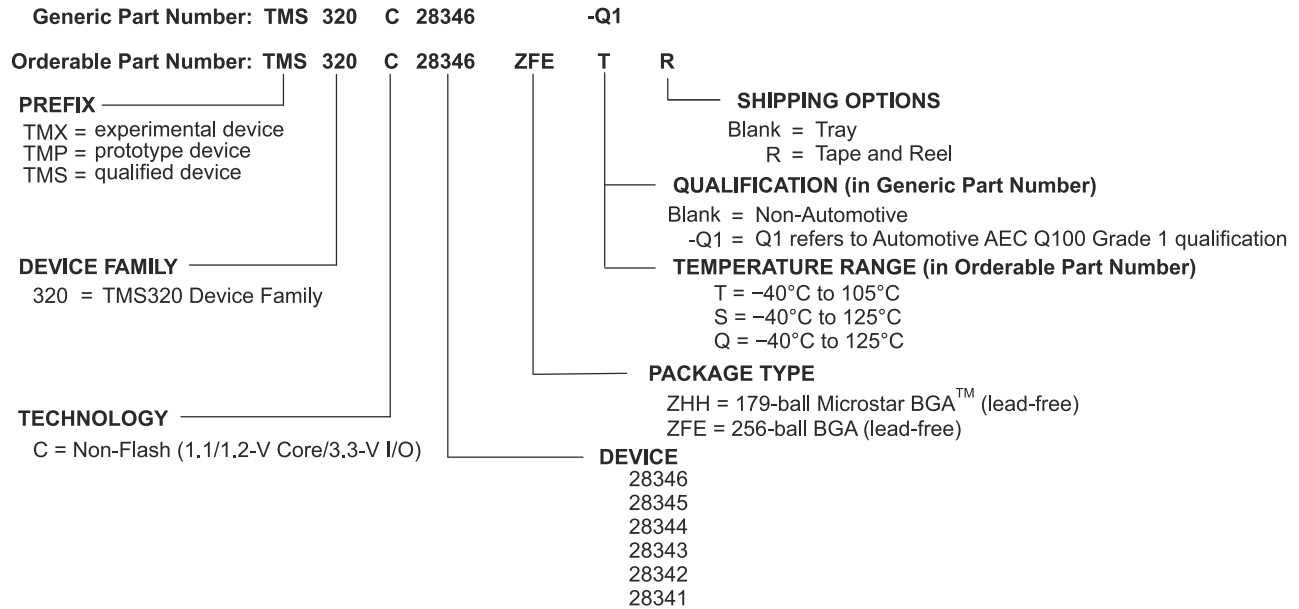 Generic Part Number: TMS 320 C 28346 -Q1
Orderable Part Number: TMS 320 C 28346 ZFE T R
PREFIX
TMX = experimental device
TMP = prototype device
TMS = qualified device
SHIPPING OPTIONS
Blank = Tray
R = Tape and Reel
QUALIFICATION (in Generic Part Number)
Blank = Non-Automotive
-Q1 = Q1 refers to Automotive AEC Q100 Grade 1 qualification
DEVICE FAMILY
320 = TMS320 Device Family
TEMPERATURE RANGE (in Orderable Part Number)
T = −40°C to 105°C
S = −40°C to 125°C
Q = −40°C to 125°C
PACKAGE TYPE
ZHH = 179-ball Microstar BGA™ (lead-free)
ZFE = 256-ball BGA (lead-free)
TECHNOLOGY
C = Non-Flash (1.1/1.2-V Core/3.3-V I/O)
DEVICE
28346
28345
28344
28343
28342
28341